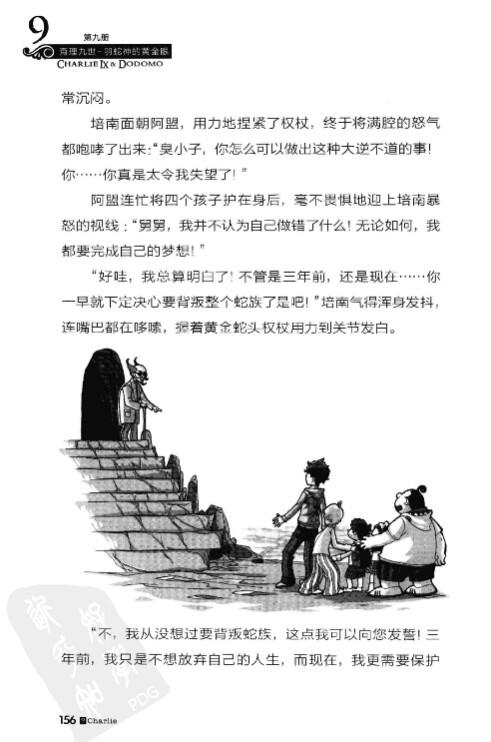 9
第九册
查理九世·羽蛇神的黄金眼
CHARLIE IX & DODOMO
常沉闷。
培南面朝阿盟，用力地捏紧了权杖，终于将满腔的怒气
都咆哮了出来：“臭小子，你怎么可以做出这种大逆不道的事！
你……你真是太令我失望了！”
阿盟连忙将四个孩子护在身后，毫不畏惧地迎上培南暴
怒的视线：“舅舅，我并不认为自己做错了什么！无论如何，我
都要完成自己的梦想！”
“好哇，我总算明白了！不管是三年前，还是现在……你
一早就下定决心要背叛整个蛇族了是吧！”培南气得浑身发抖，
连嘴巴都在哆嗦，握着黄金蛇头权杖用力到关节发白。
“不，我从没想过要背叛蛇族，这点我可以向您发誓！三
年前，我只是不想放弃自己的人生，而现在，我更需要保护
PDG
156 Charlie